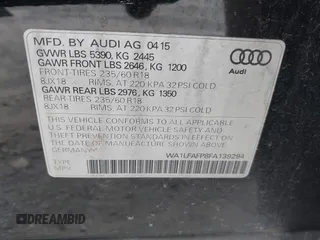 MFD. BY AUDI AG 04 15
GVWR LBS 5390, KG 2445
GAWR FRONT LBS 2646, KG 1200
FRONT-TIRES 235/60 R18
8JX18 RIMS, AT 220 KPA 32 PSI COLD
GAWR REAR LBS 2976, KG 1350
REAR-TIRES 235/60 R18
8JX18 RIMS, AT 220 KPA 32 PSI COLD
Audi
THIS VEHICLE CONFORMS TO ALL APPLICABLE
U.S. FEDERAL MOTOR VEHICLE SAFETY STANDARDS
IN EFFECT ON THE DATE OF MANUFACTURE
SHOWN ABOVE.
GERMANY
WA1LFAFP8FA139294
TYPE:
MPV
DREAMBID